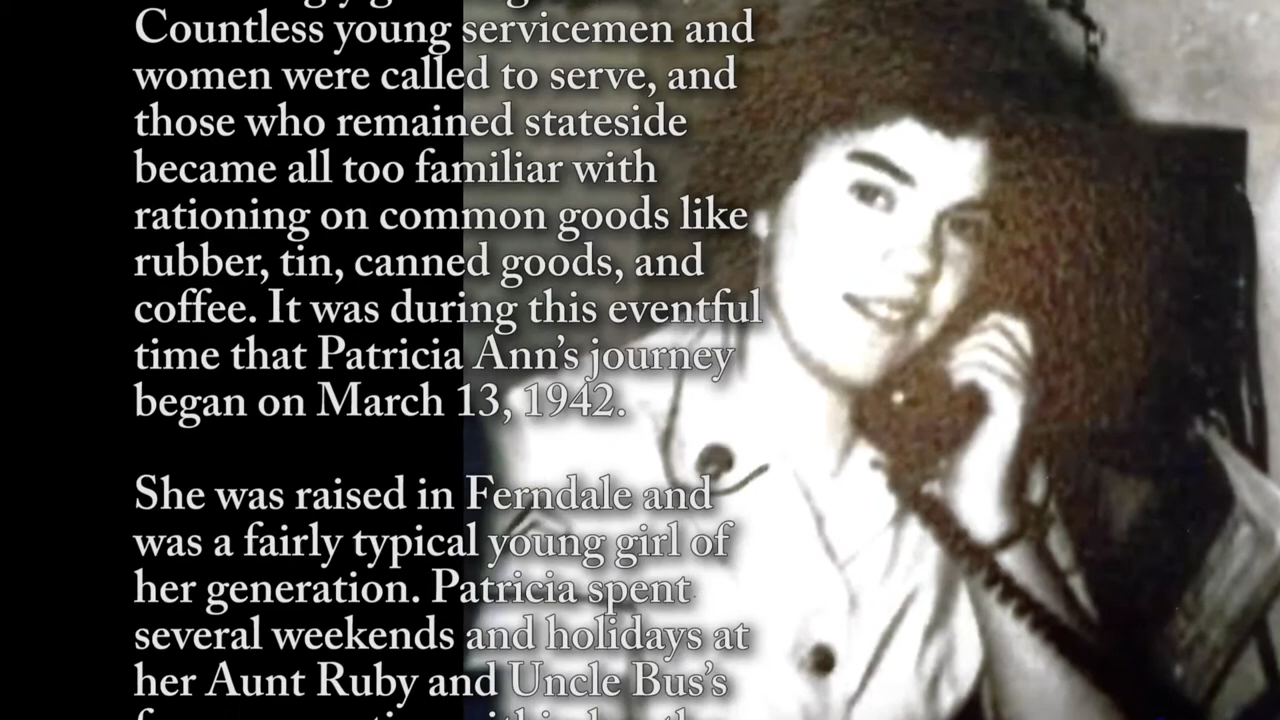 Countless young servicemen and
women were called to serve, and
those who remained stateside
became all too familiar with
rationing on common goods like
rubber, tin, canned goods, and
coffee. It was during this eventful
time that Patricia Ann’s journey
began on March 13, 1942.
She was raised in Ferndale and
was a fairly typical young girl of
her generation. Patricia spent
several weekends and holidays at
her Aunt Ruby and Uncle Bus’s